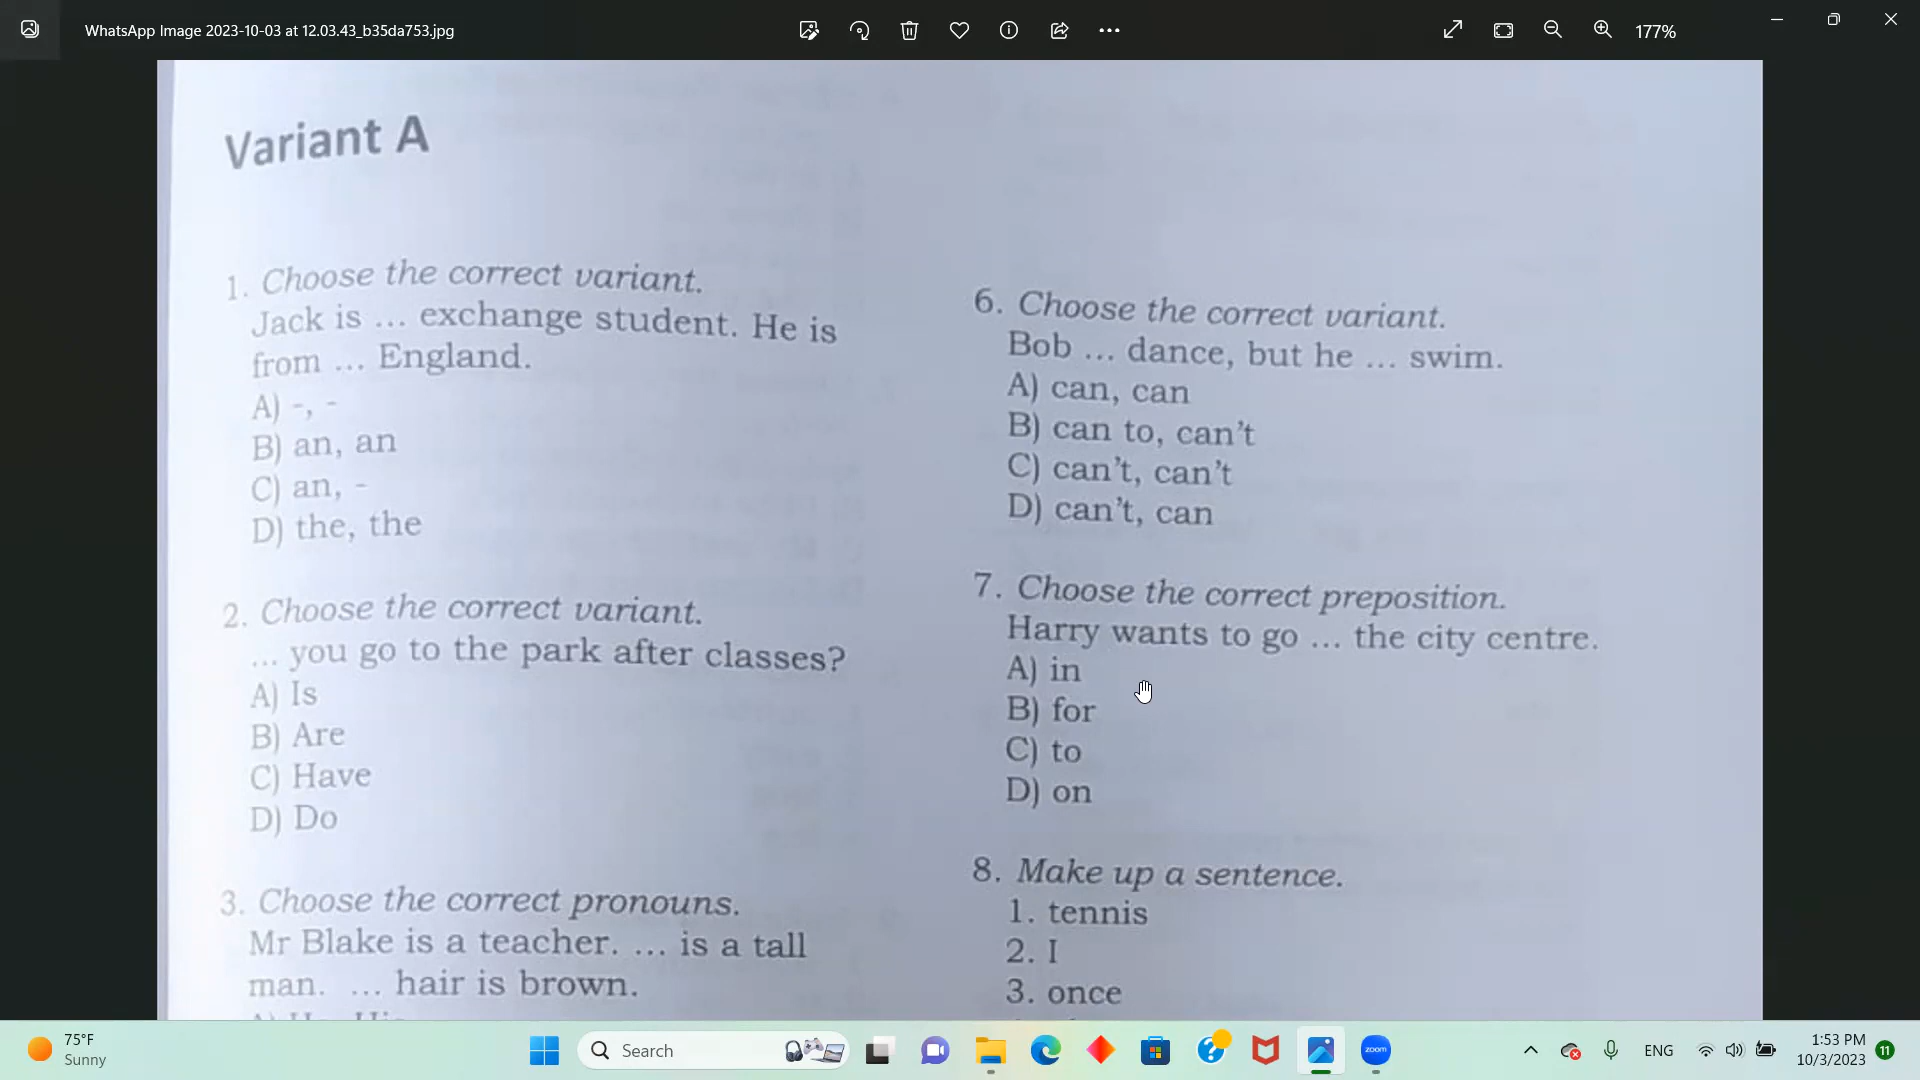 WhatsApp Image 2023-10-03 at 12.03.43_b35da753.jpg
177%
Variant A
1. Choose the correct variant.
Jack is ... exchange student. He is
from ... England.
A) -, -
B) an, an
C) an, -
D) the, the
2. Choose the correct variant.
... you go to the park after classes?
A) Is
B) Are
C) Have
D) Do
3. Choose the correct pronouns.
Mr Blake is a teacher. ... is a tall
man. ... hair is brown.
6. Choose the correct variant.
Bob ... dance, but he ... swim.
A) can, can
B) can to, can't
C) can't, can't
D) can't, can
7. Choose the correct preposition.
Harry wants to go ... the city centre.
A) in
B) for
C) to
D) on
8. Make up a sentence.
1. tennis
2. I
3. once
75°F
Sunny
Search
zoom
ENG
1:53 PM
10/3/2023
11